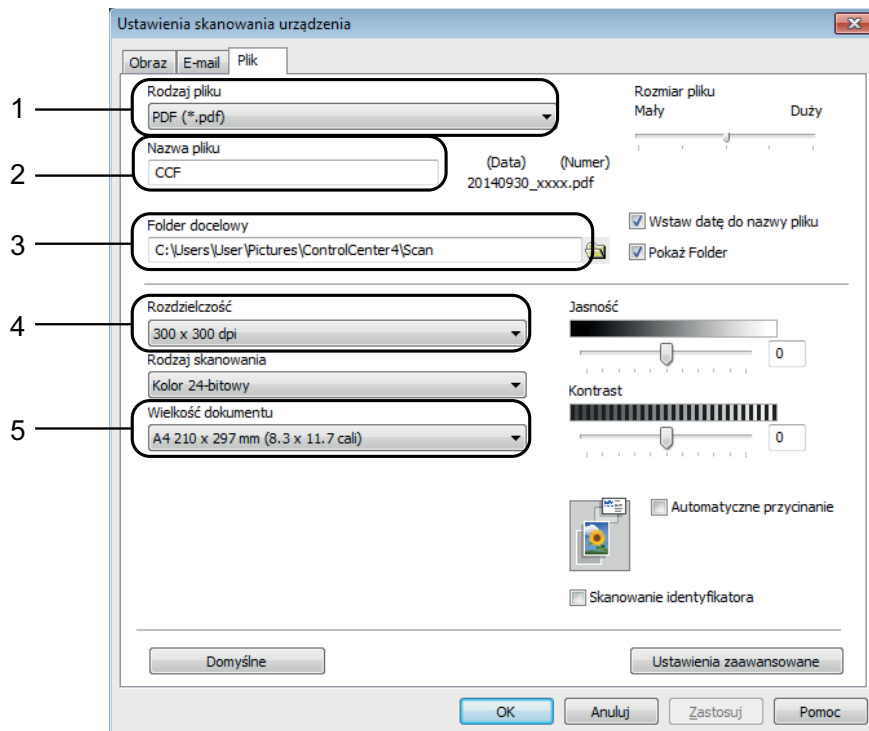 Ustawienia skanowania urządzenia
Obraz E-mail Plik
1
Rodzaj pliku
PDF (*.pdf)
Rozmiar pliku
Mały Duży
2
Nazwa pliku
CCF
(Data) (Numer)
20140930_xxxx.pdf
3
Folder docelowy
C:\Users\User\Pictures\ControlCenter4\Scan
Wstaw datę do nazwy pliku
Pokaż Folder
4
Rozdzielczość
300 x 300 dpi
Rodzaj skanowania
Kolor 24-bitowy
5
Wielkość dokumentu
A4 210 x 297 mm (8.3 x 11.7 cali)
Jasność
0
Kontrast
0
Automatyczne przycinanie
Skanowanie identyfikatora
Domyślne
Ustawienia zaawansowane
OK Anuluj Zastosuj Pomoc